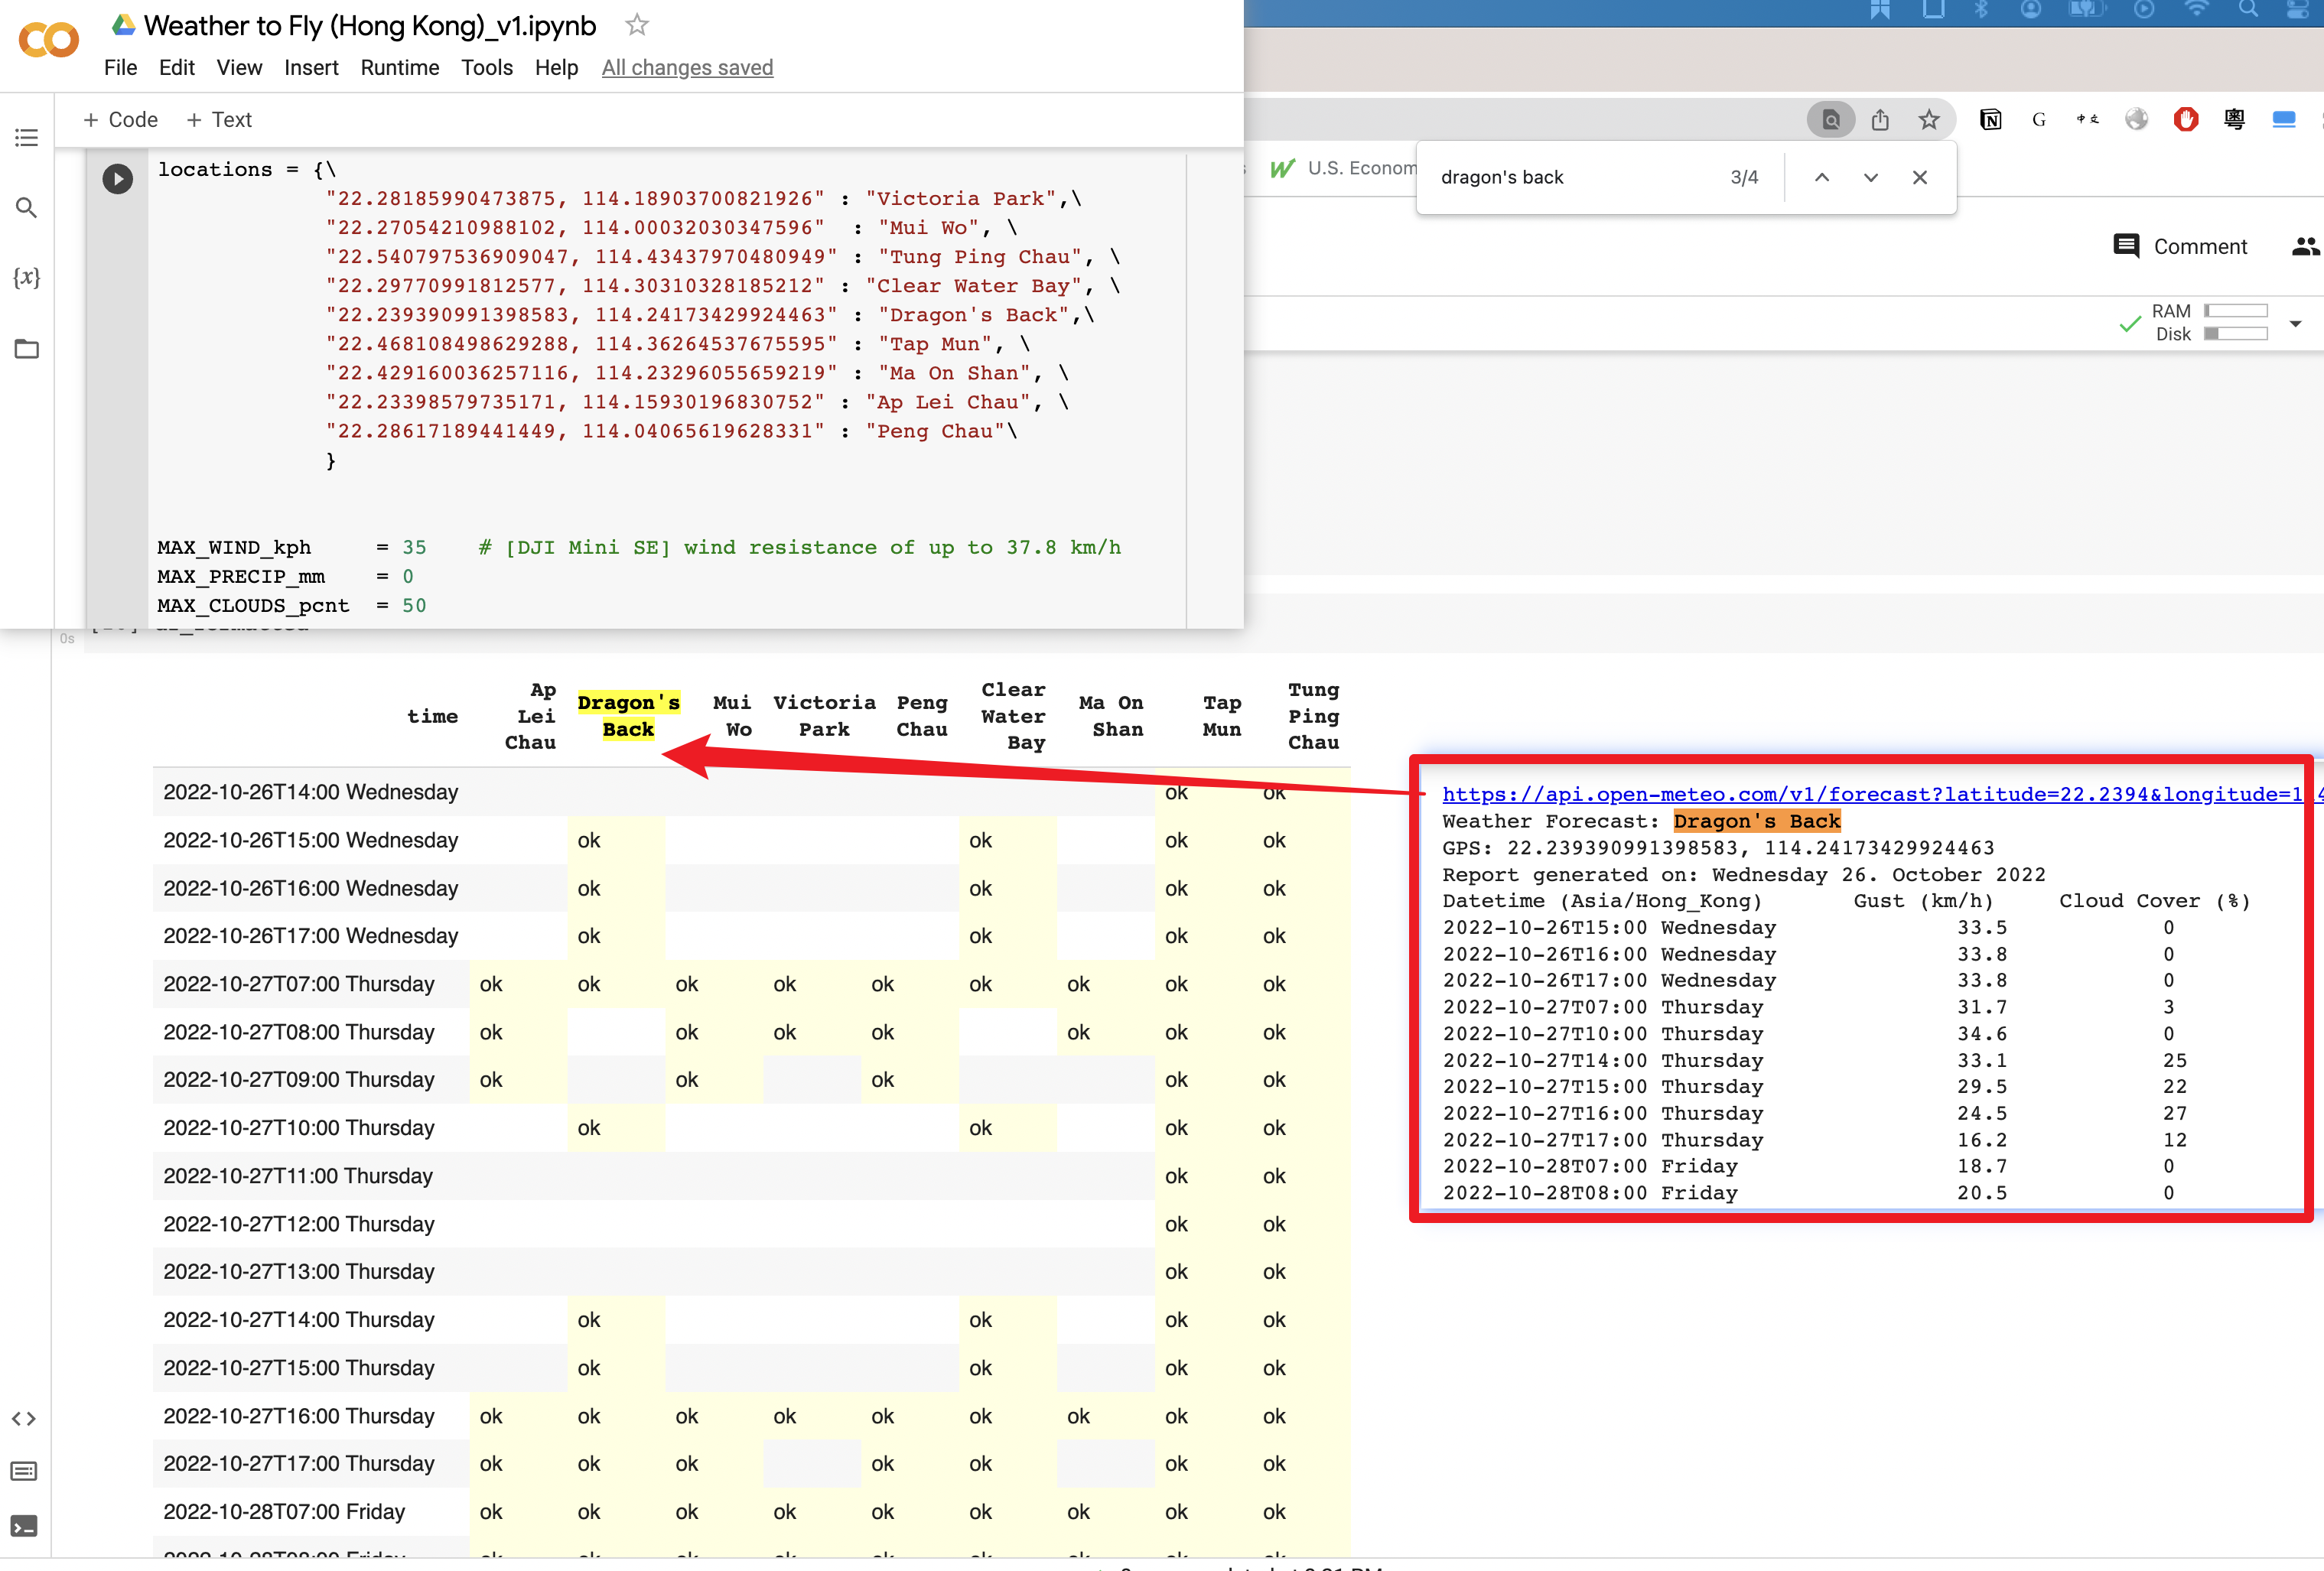 Weather to Fly (Hong Kong)_v1.ipynb
File Edit View Insert Runtime Tools Help All changes saved
+ Code + Text
locations = {\
"22.28185990473875, 114.18903700821926" : "Victoria Park",\
"22.27054210988102, 114.00032030347596" : "Mui Wo", \
"22.540797536909047, 114.43437970480949" : "Tung Ping Chau", \
"22.29770991812577, 114.30310328185212" : "Clear Water Bay", \
"22.239390991398583, 114.24173429924463" : "Dragon's Back",\
"22.468108498629288, 114.36264537675595" : "Tap Mun", \
"22.429160036257116, 114.23296055659219" : "Ma On Shan", \
"22.23398579735171, 114.15930196830752" : "Ap Lei Chau", \
"22.28617189441449, 114.04065619628331" : "Peng Chau"\
}
MAX_WIND_kph = 35 # [DJI Mini SE] wind resistance of up to 37.8 km/h
MAX_PRECIP_mm = 0
MAX_CLOUDS_pcnt = 50
{x}
G
中文
粤
U.S. Econom
dragon's back 3/4
Comment
RAM
Disk
0s
time Ap Lei Chau Dragon's Back Mui Wo Victoria Park Peng Chau Clear Water Bay Ma On Shan Tap Mun Tung Ping Chau
2022-10-26T14:00 Wednesday ok ok
2022-10-26T15:00 Wednesday ok ok ok ok
2022-10-26T16:00 Wednesday ok ok ok ok
2022-10-26T17:00 Wednesday ok ok ok ok
2022-10-27T07:00 Thursday ok ok ok ok ok ok ok ok ok
2022-10-27T08:00 Thursday ok ok ok ok ok ok ok
2022-10-27T09:00 Thursday ok ok ok ok ok
2022-10-27T10:00 Thursday ok ok ok ok
2022-10-27T11:00 Thursday ok ok
2022-10-27T12:00 Thursday ok ok
2022-10-27T13:00 Thursday ok ok
2022-10-27T14:00 Thursday ok ok ok ok
2022-10-27T15:00 Thursday ok ok ok ok
2022-10-27T16:00 Thursday ok ok ok ok ok ok ok ok ok
2022-10-27T17:00 Thursday ok ok ok ok ok ok ok
2022-10-28T07:00 Friday ok ok ok ok ok ok ok ok ok
https://api.open-meteo.com/v1/forecast?latitude=22.2394&longitude=1
Weather Forecast: Dragon's Back
GPS: 22.239390991398583, 114.24173429924463
Report generated on: Wednesday 26. October 2022
Datetime (Asia/Hong_Kong) Gust (km/h) Cloud Cover (%)
2022-10-26T15:00 Wednesday 33.5 0
2022-10-26T16:00 Wednesday 33.8 0
2022-10-26T17:00 Wednesday 33.8 0
2022-10-27T07:00 Thursday 31.7 3
2022-10-27T10:00 Thursday 34.6 0
2022-10-27T14:00 Thursday 33.1 25
2022-10-27T15:00 Thursday 29.5 22
2022-10-27T16:00 Thursday 24.5 27
2022-10-27T17:00 Thursday 16.2 12
2022-10-28T07:00 Friday 18.7 0
2022-10-28T08:00 Friday 20.5 0